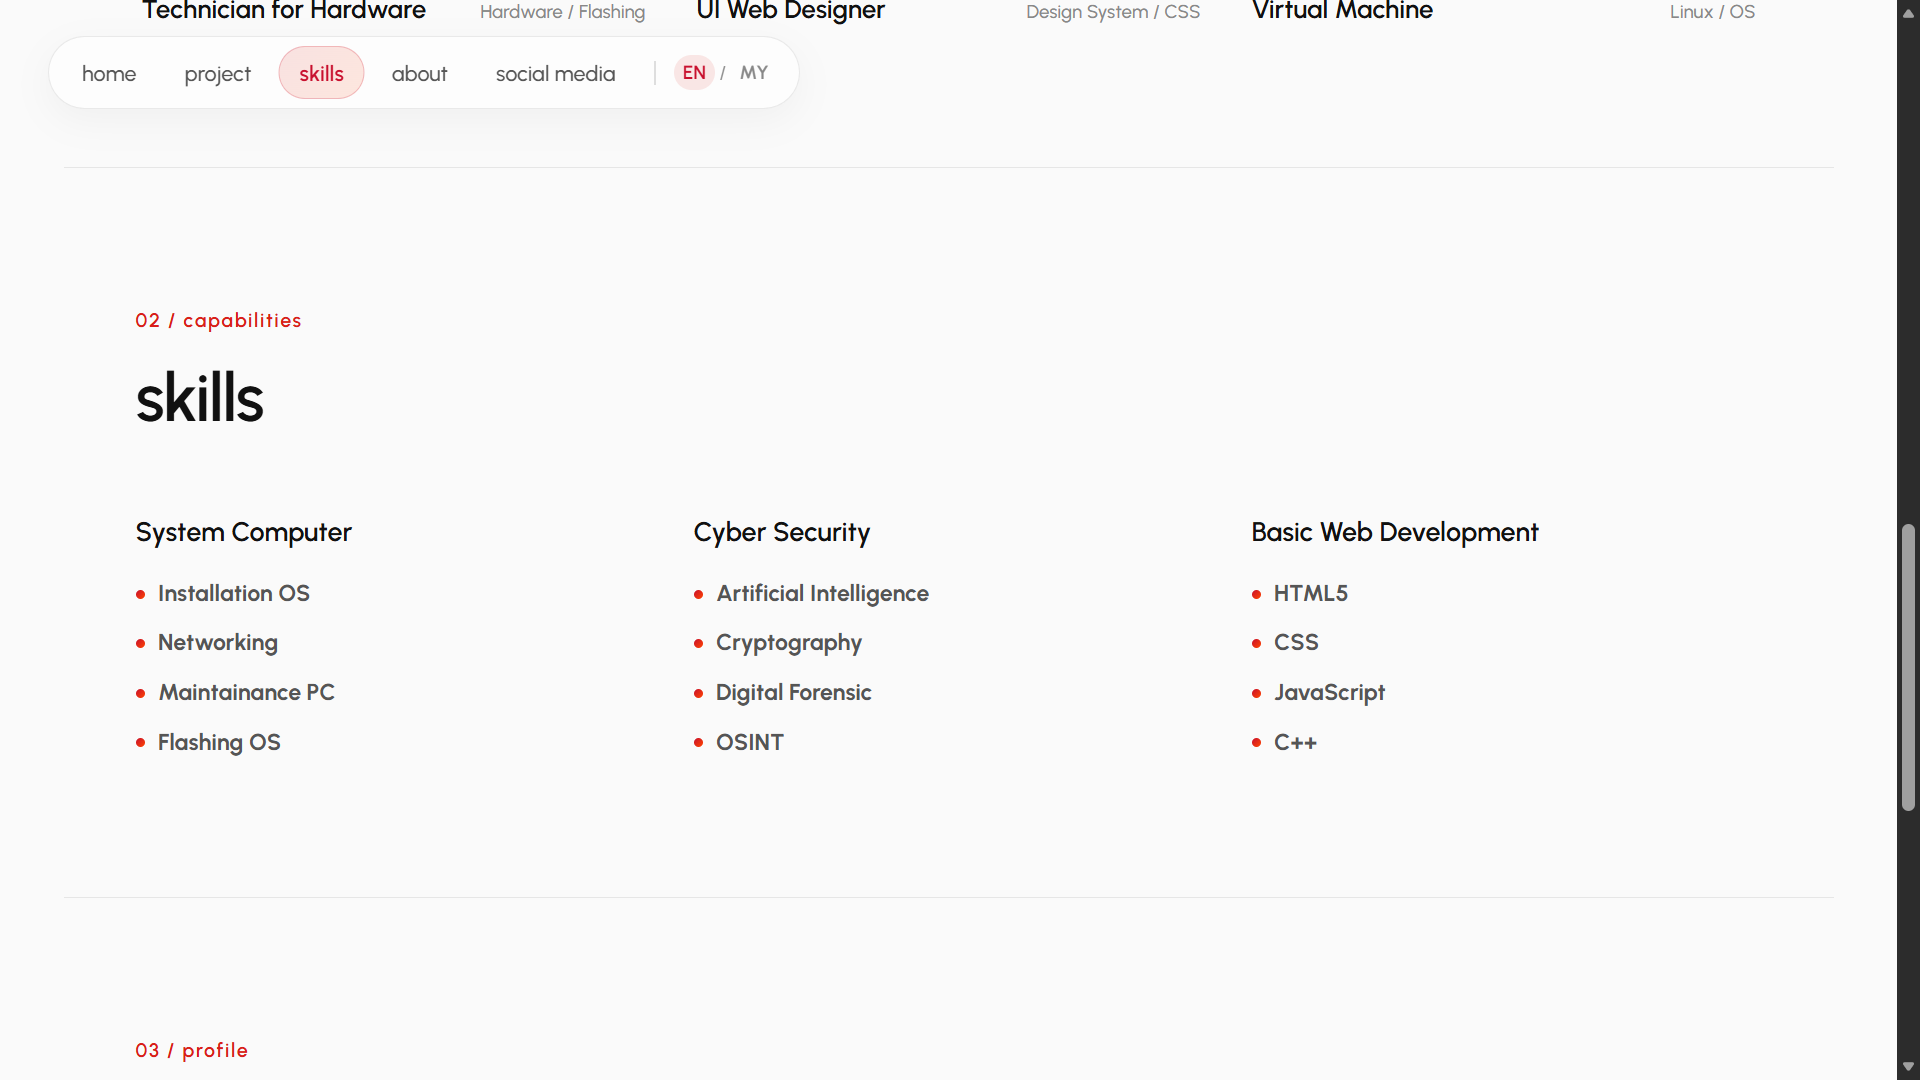 Technician for Hardware Hardware / Flashing UI Web Designer Design System / CSS Virtual Machine Linux / OS
home project skills about social media EN / MY
02 / capabilities
skills
System Computer
Installation OS
Networking
Maintainance PC
Flashing OS
Cyber Security
Artificial Intelligence
Cryptography
Digital Forensic
OSINT
Basic Web Development
HTML5
CSS
JavaScript
C++
03 / profile